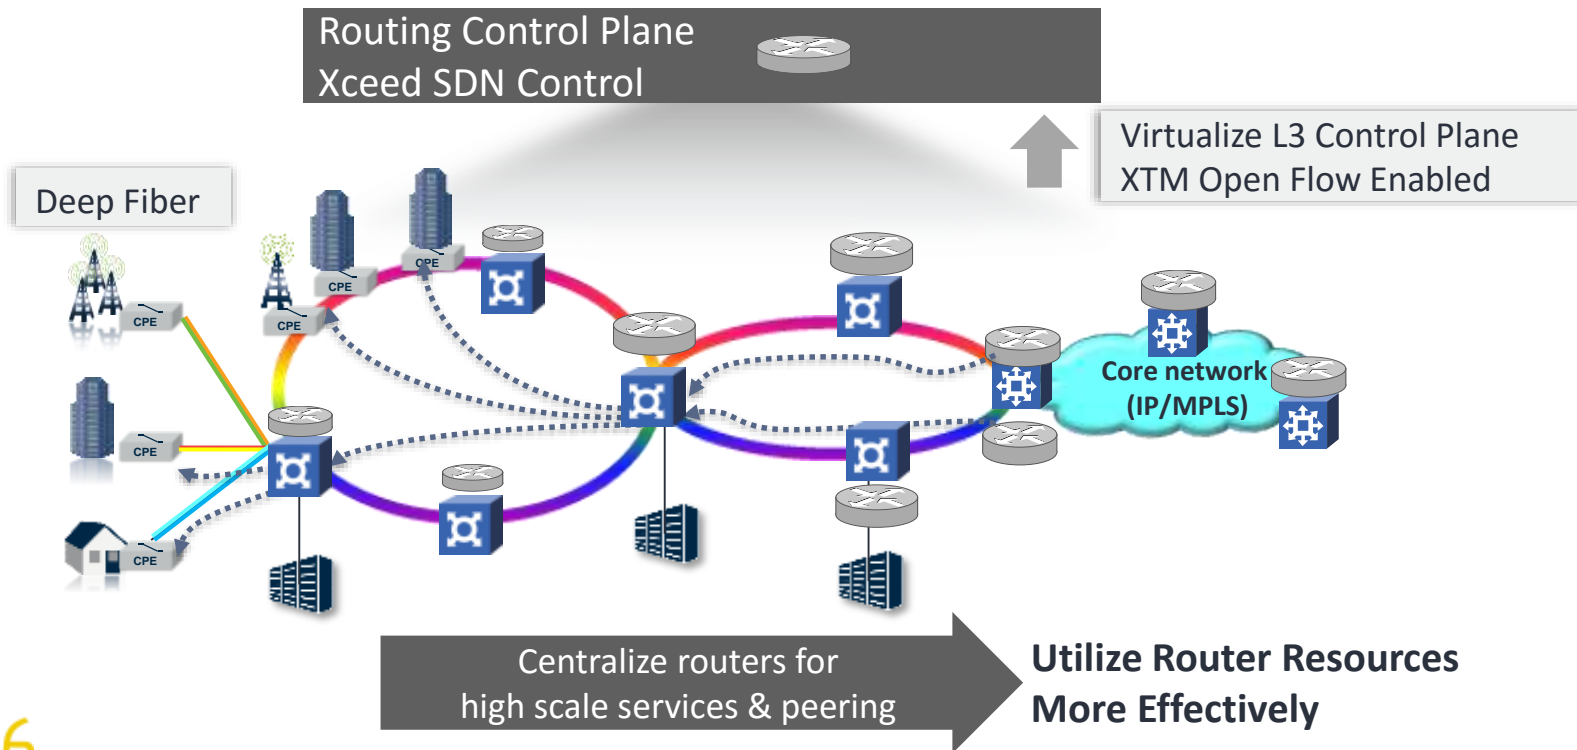 Routing Control Plane
Xceed SDN Control
Virtualize L3 Control Plane
XTM Open Flow Enabled
Deep Fiber
CPE
CPE
CPE
CPE
CPE
CPE
Core network
(IP/MPLS)
Centralize routers for
high scale services & peering
Utilize Router Resources
More Effectively